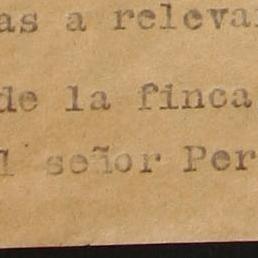 as a releva
de la finca
l señor Per